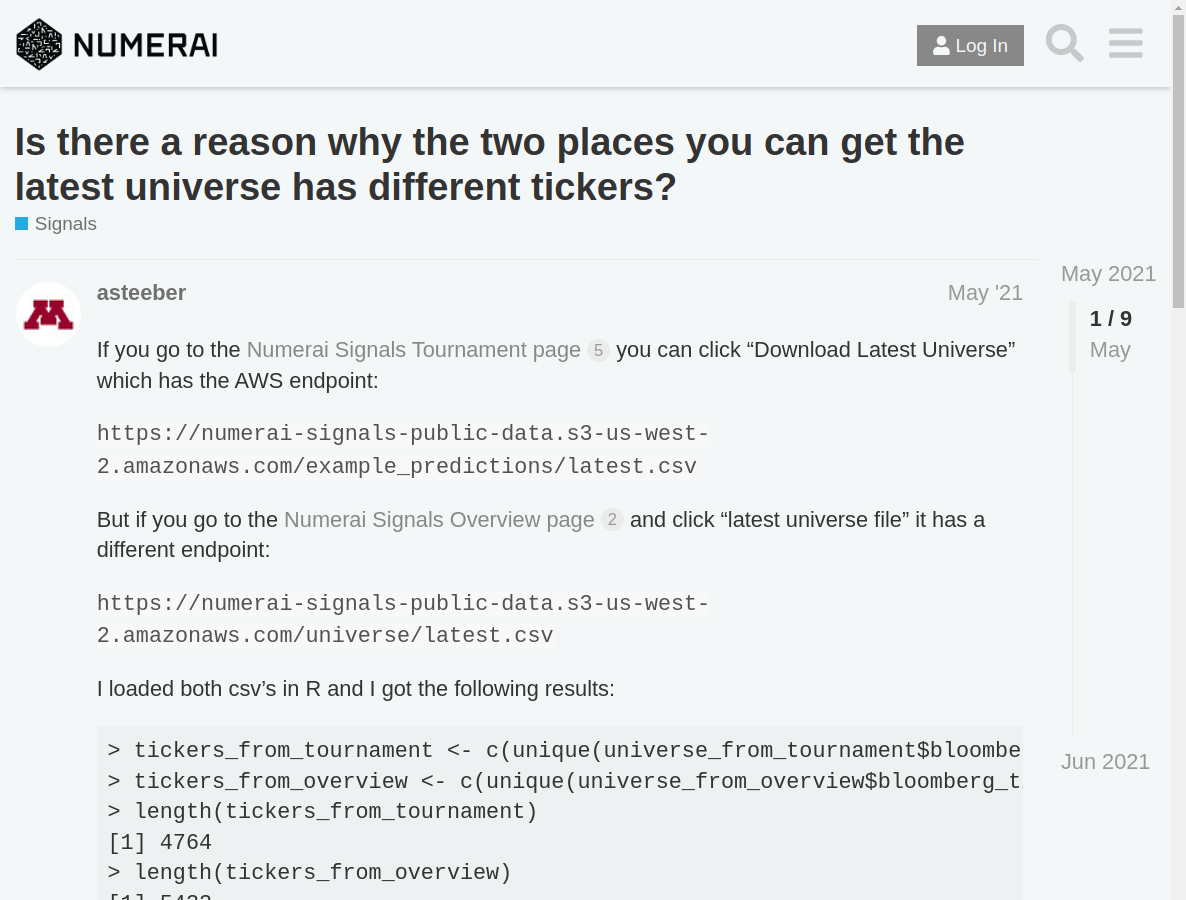 NUMERAI
Log In
Is there a reason why the two places you can get the
latest universe has different tickers?
Signals
asteeber
May '21
May 2021
1 / 9
May
If you go to the Numerai Signals Tournament page 5 you can click “Download Latest Universe”
which has the AWS endpoint:
https://numerai-signals-public-data.s3-us-west-
2.amazonaws.com/example_predictions/latest.csv
But if you go to the Numerai Signals Overview page 2 and click “latest universe file” it has a
different endpoint:
https://numerai-signals-public-data.s3-us-west-
2.amazonaws.com/universe/latest.csv
I loaded both csv’s in R and I got the following results:
> tickers_from_tournament <- c(unique(universe_from_tournament$bloombe
> tickers_from_overview <- c(unique(universe_from_overview$bloomberg_t
> length(tickers_from_tournament)
[1] 4764
> length(tickers_from_overview)
Jun 2021